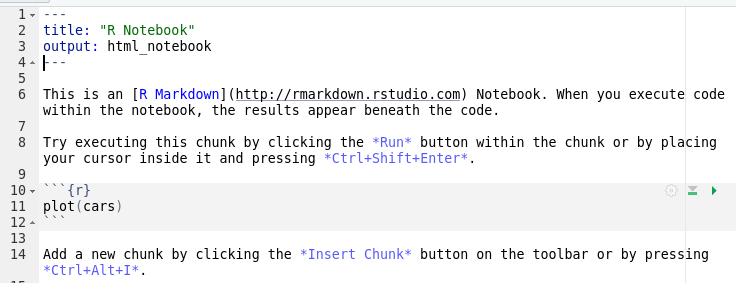 1 ---
2 title: "R Notebook"
3 output: html_notebook
4 ---
5
6 This is an [R Markdown](http://rmarkdown.rstudio.com) Notebook. When you execute code
within the notebook, the results appear beneath the code.
7
8 Try executing this chunk by clicking the *Run* button within the chunk or by placing
your cursor inside it and pressing *Ctrl+Shift+Enter*.
9
10 ```{r}
11 plot(cars)
12 ```
13
14 Add a new chunk by clicking the *Insert Chunk* button on the toolbar or by pressing
*Ctrl+Alt+I*.